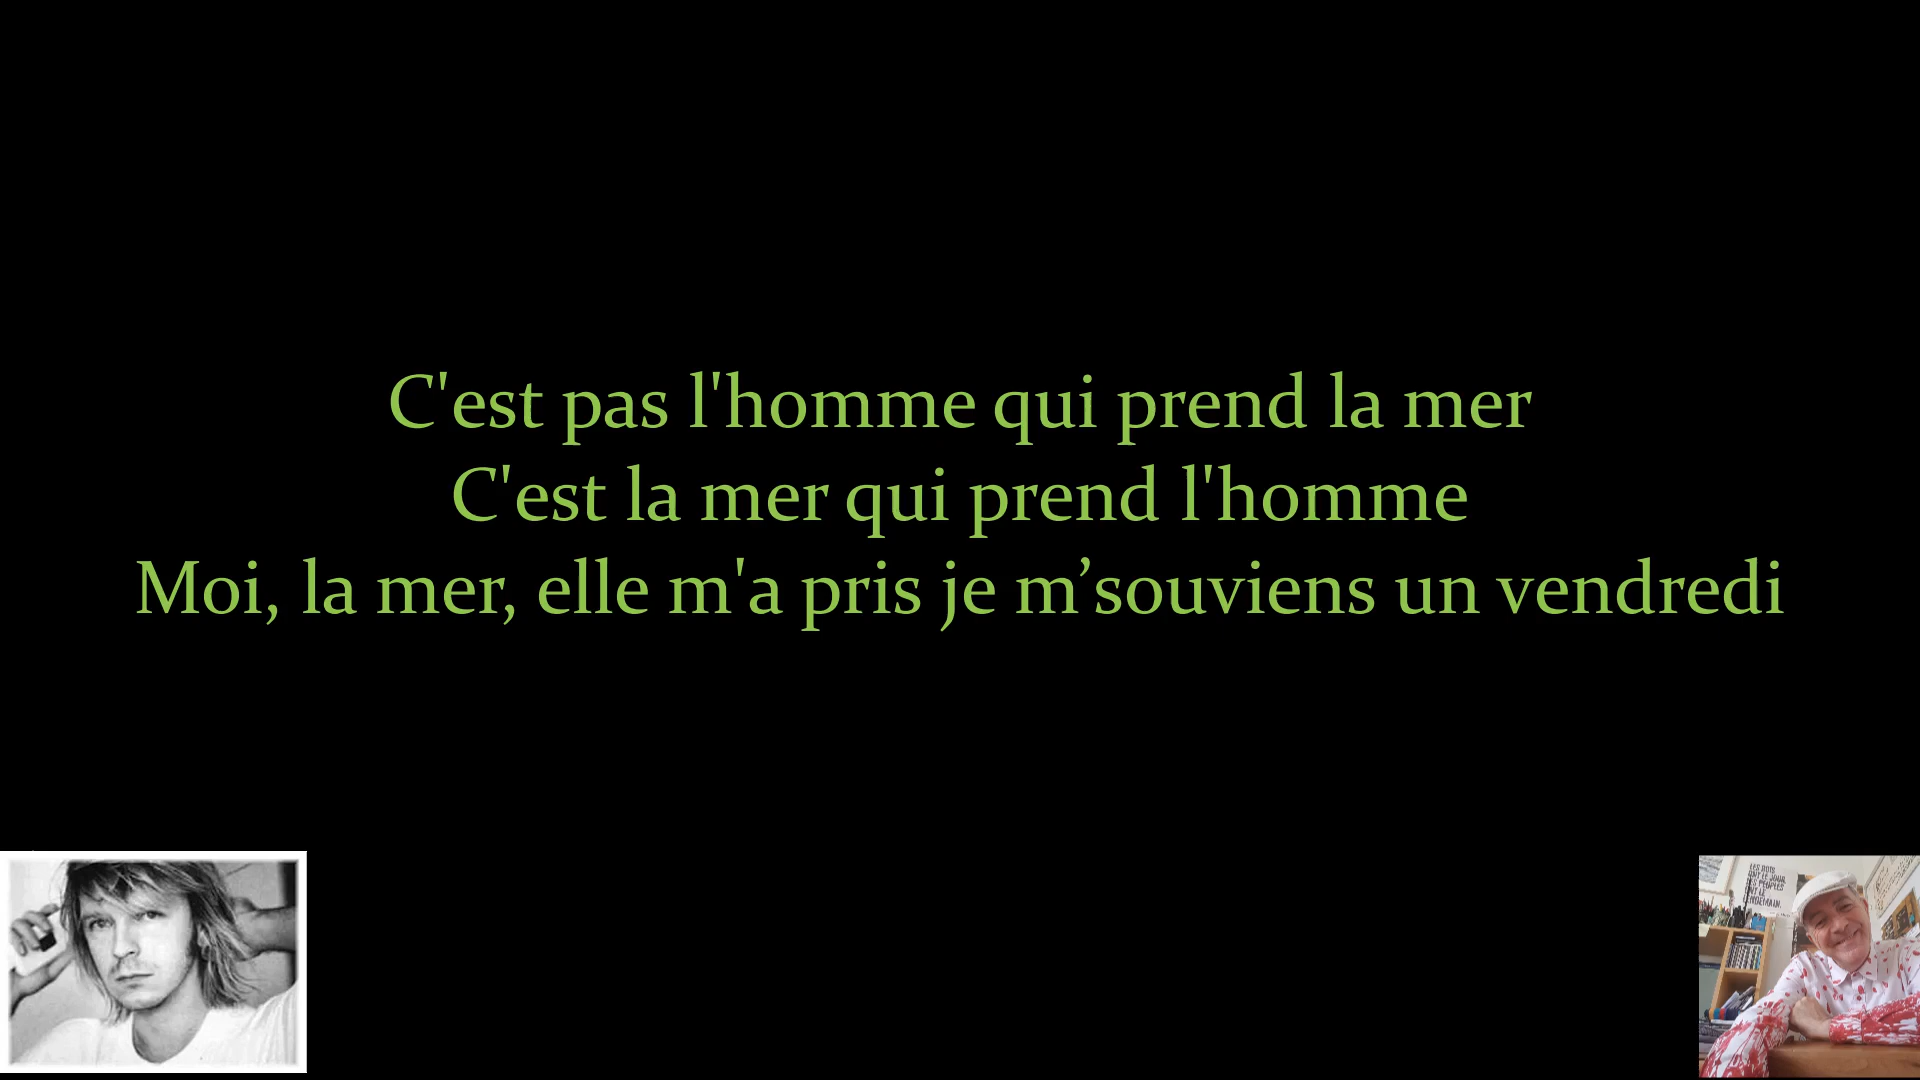 C'est pas l'homme qui prend la mer
C'est la mer qui prend l'homme
Moi, la mer, elle m'a pris je m’souviens un vendredi
LES